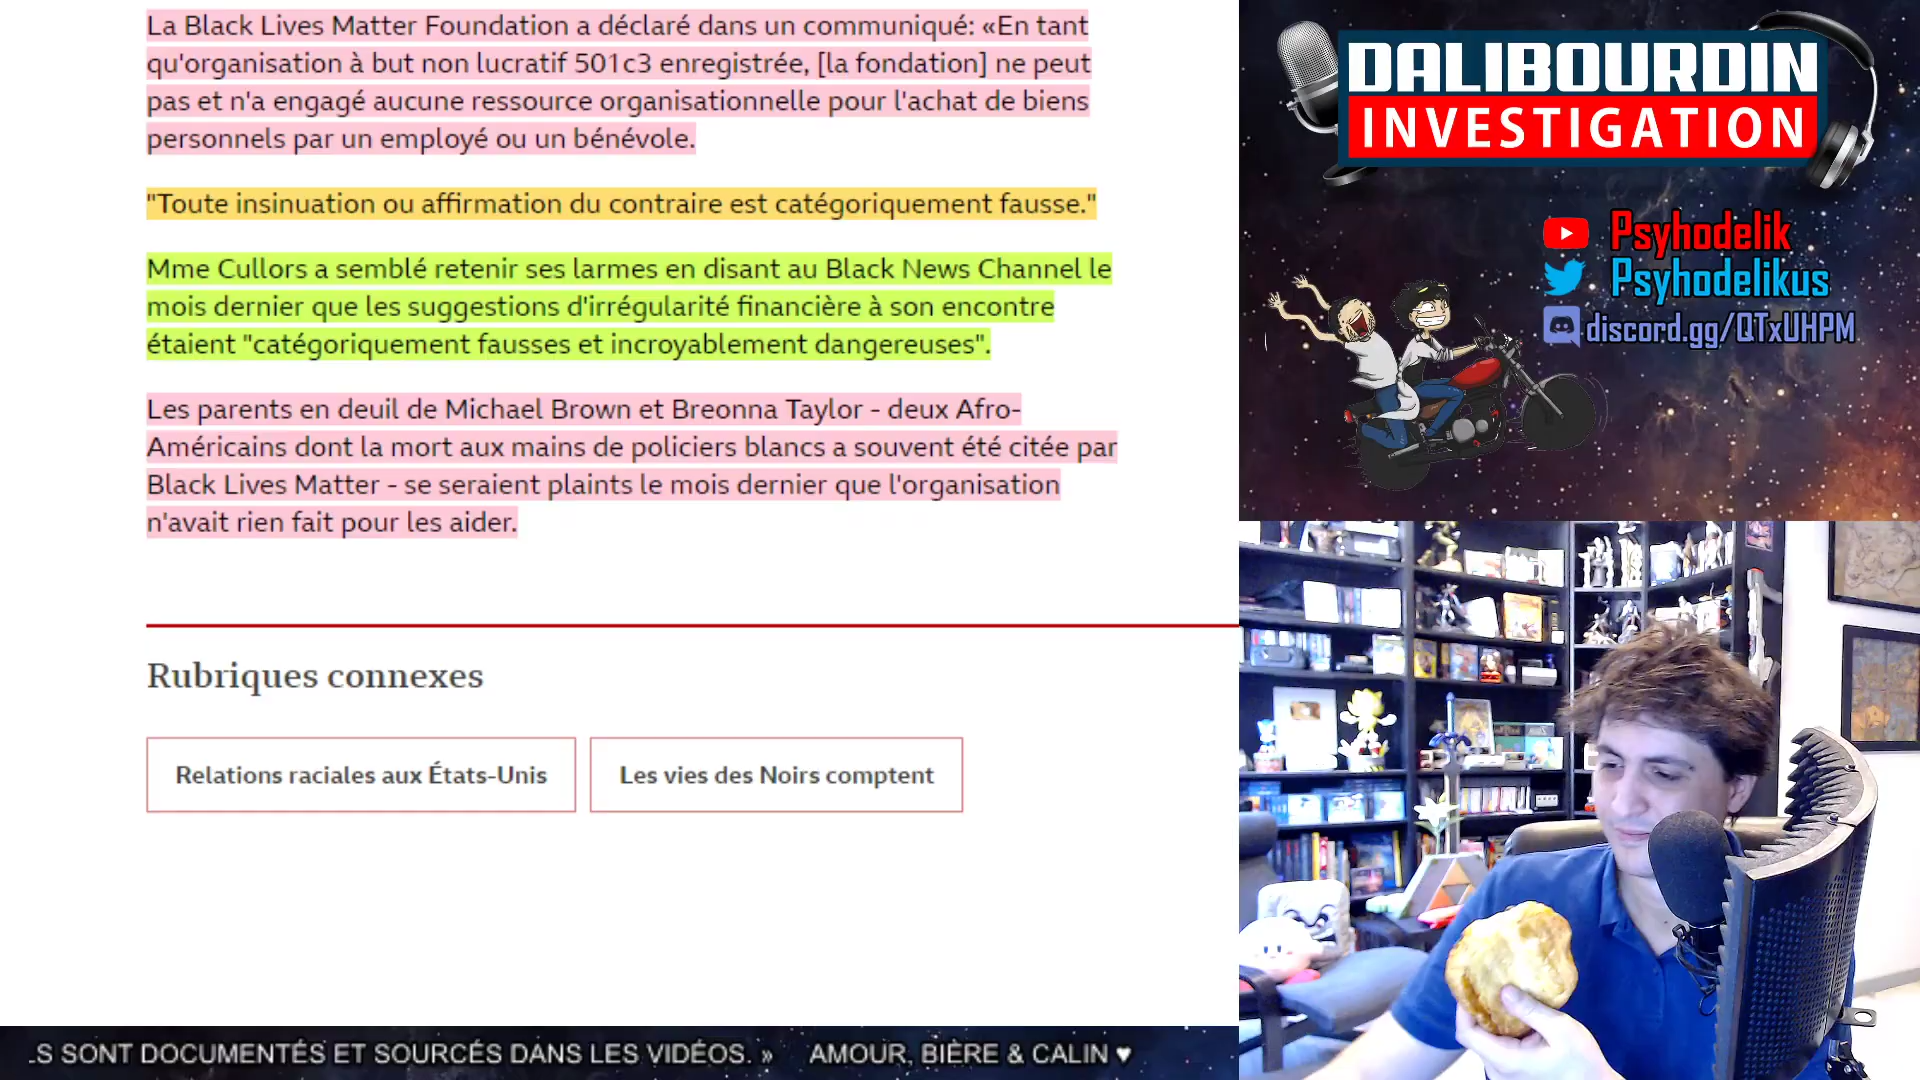 La Black Lives Matter Foundation a déclaré dans un communiqué: «En tant
qu'organisation à but non lucratif 501c3 enregistrée, [la fondation] ne peut
pas et n'a engagé aucune ressource organisationnelle pour l'achat de biens
personnels par un employé ou un bénévole.
"Toute insinuation ou affirmation du contraire est catégoriquement fausse."
Mme Cullors a semblé retenir ses larmes en disant au Black News Channel le
mois dernier que les suggestions d'irrégularité financière à son encontre
étaient "catégoriquement fausses et incroyablement dangereuses".
Les parents en deuil de Michael Brown et Breonna Taylor - deux Afro-
Américains dont la mort aux mains de policiers blancs a souvent été citée par
Black Lives Matter - se seraient plaints le mois dernier que l'organisation
n'avait rien fait pour les aider.
Rubriques connexes
Relations raciales aux États-Unis
Les vies des Noirs comptent
DALIBOURDIN
INVESTIGATION
Psyhodelik
Psyhodelikus
discord.gg/QTxUHPM
S SONT DOCUMENTÉS ET SOURCÉS DANS LES VIDÉOS. » AMOUR, BIÈRE & CALIN ♥